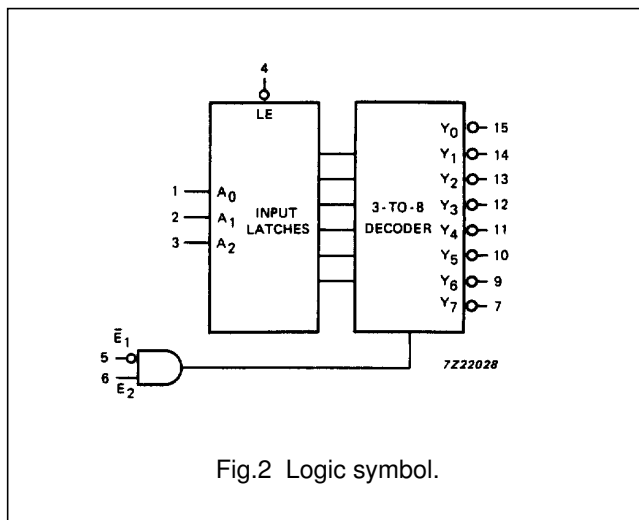 4
LE
1 A0
2 A1
3 A2
INPUT
LATCHES
3-TO-8
DECODER
Y0 15
Y1 14
Y2 13
Y3 12
Y4 11
Y5 10
Y6 9
Y7 7
Ē1
5
6
E2
7Z22028
Fig.2 Logic symbol.